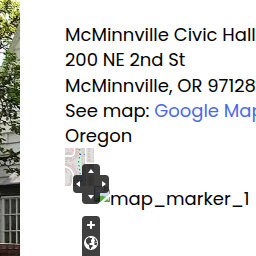 McMinnville Civic Hall
200 NE 2nd St
McMinnville, OR 97128
See map: Google Map
Oregon
map_marker_1